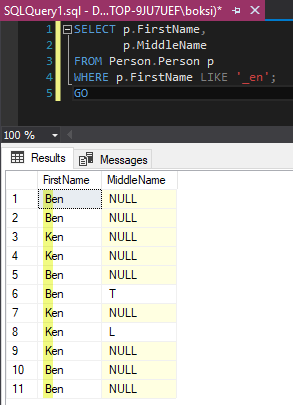 SQLQuery1.sql - D...TOP-9JU7UEF\boksi)*
1 SELECT p.FirstName,
2 p.MiddleName
3 FROM Person.Person p
4 WHERE p.FirstName LIKE '_en';
5 GO
100 %
Results Messages
FirstName MiddleName
1 Ben NULL
2 Ben NULL
3 Ken NULL
4 Ken NULL
5 Ben NULL
6 Ben T
7 Ken NULL
8 Ken L
9 Ken NULL
10 Ben NULL
11 Ben NULL